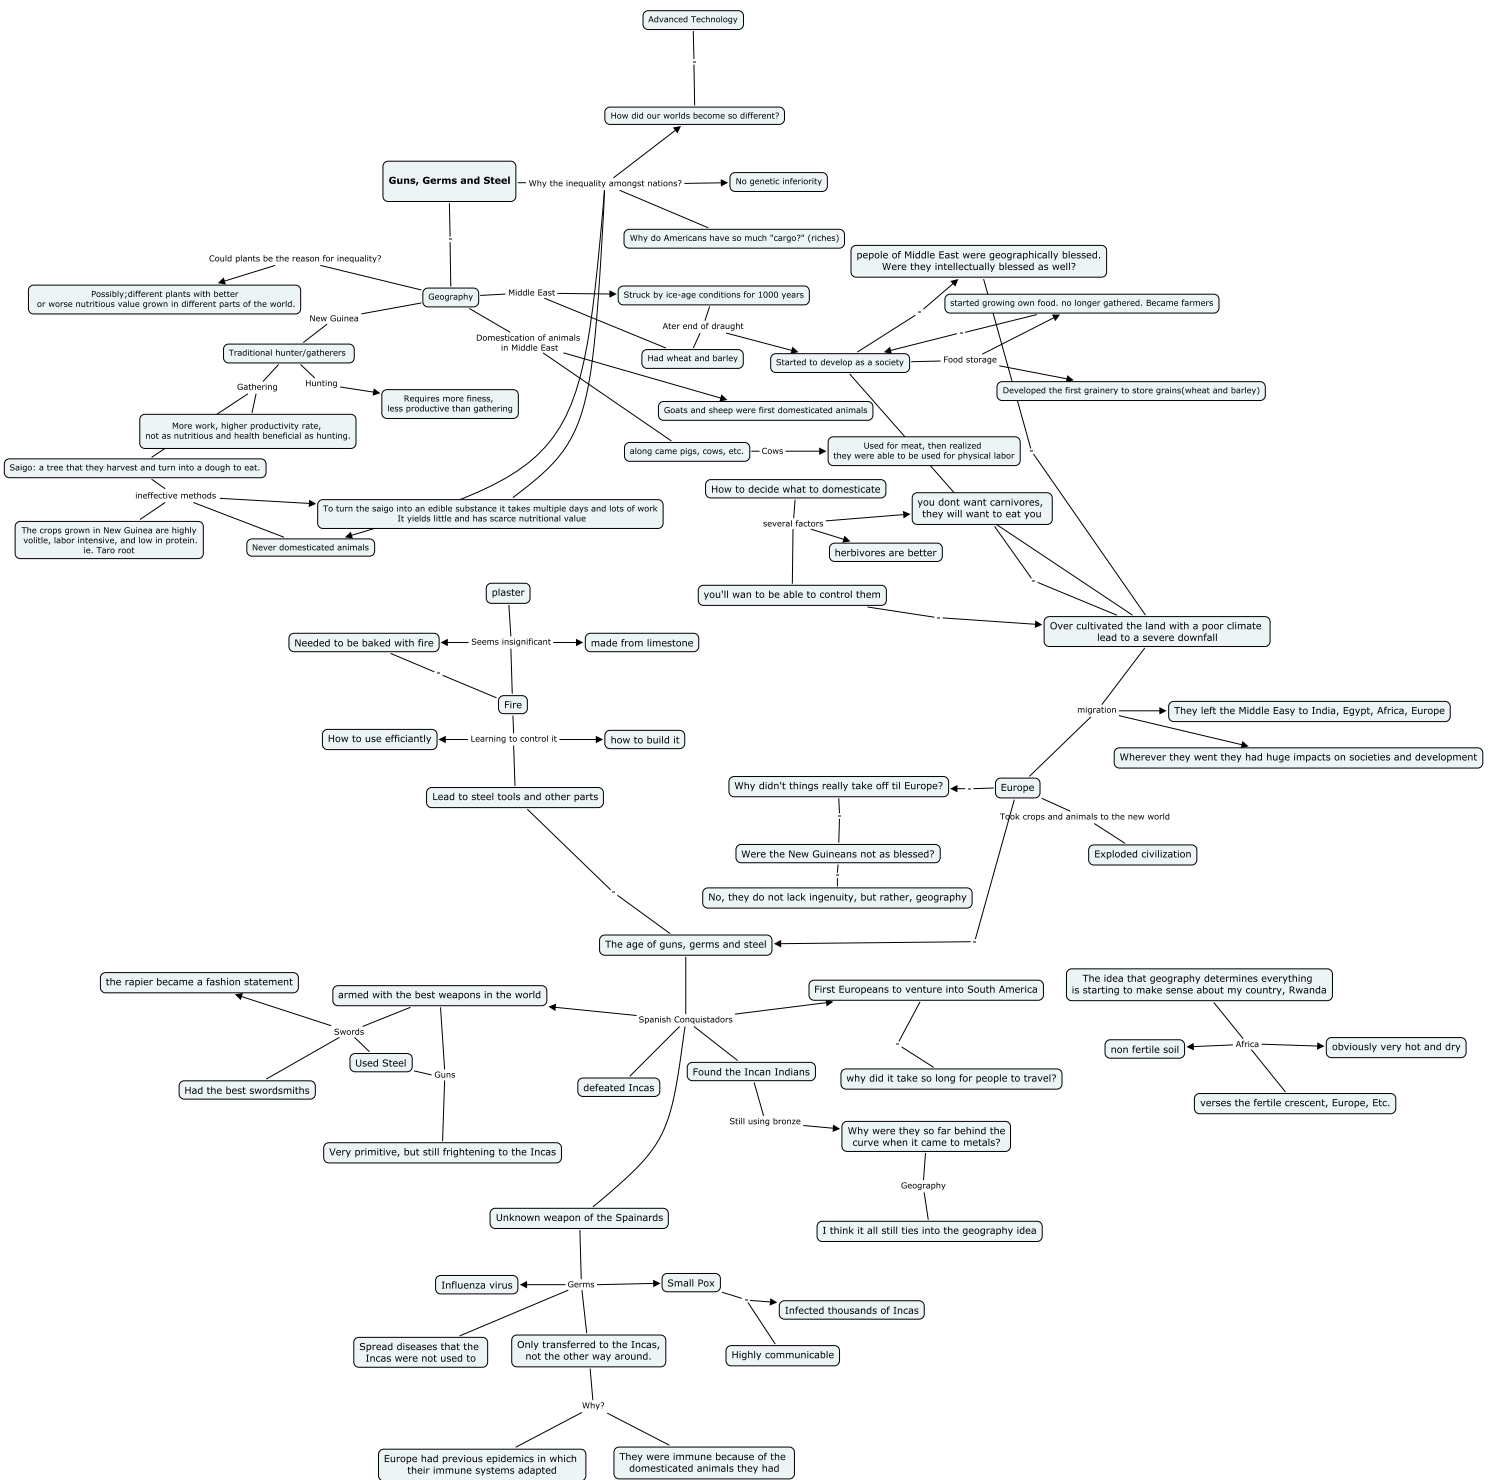 Advanced Technology
How did our worlds become so different?
Guns, Germs and Steel
Why the inequality amongst nations?
No genetic inferiority
Why do Americans have so much "cargo?" (riches)
pepole of Middle East were geographically blessed.
Were they intellectually blessed as well?
Could plants be the reason for inequality?
Possibly;different plants with better
or worse nutritious value grown in different parts of the world.
Geography
Middle East
Struck by ice-age conditions for 1000 years
started growing own food. no longer gathered. Became farmers
New Guinea
Ater end of draught
Domestication of animals
in Middle East
Traditional hunter/gatherers
Had wheat and barley
Started to develop as a society
Food storage
Gathering
Hunting
Developed the first grainery to store grains(wheat and barley)
Requires more finess,
less productive than gathering
Goats and sheep were first domesticated animals
More work, higher productivity rate,
not as nutritious and health beneficial as hunting.
along came pigs, cows, etc.
Cows
Used for meat, then realized
they were able to be used for physical labor
Saigo: a tree that they harvest and turn into a dough to eat.
How to decide what to domesticate
ineffective methods
To turn the saigo into an edible substance it takes multiple days and lots of work
It yields little and has scarce nutritional value
you dont want carnivores,
they will want to eat you
several factors
The crops grown in New Guinea are highly
volitle, labor intensive, and low in protein.
ie. Taro root
Never domesticated animals
herbivores are better
plaster
you'll wan to be able to control them
Needed to be baked with fire
Seems insignificant
made from limestone
Over cultivated the land with a poor climate
lead to a severe downfall
Fire
migration
They left the Middle Easy to India, Egypt, Africa, Europe
How to use efficiantly
Learning to control it
how to build it
Wherever they went they had huge impacts on societies and development
Lead to steel tools and other parts
Why didn't things really take off til Europe?
Europe
Took crops and animals to the new world
Were the New Guineans not as blessed?
Exploded civilization
No, they do not lack ingenuity, but rather, geography
The age of guns, germs and steel
the rapier became a fashion statement
armed with the best weapons in the world
First Europeans to venture into South America
The idea that geography determines everything
is starting to make sense about my country, Rwanda
Spanish Conquistadors
Swords
Used Steel
Guns
non fertile soil
Africa
obviously very hot and dry
Had the best swordsmiths
defeated Incas
Found the Incan Indians
why did it take so long for people to travel?
verses the fertile crescent, Europe, Etc.
Still using bronze
Why were they so far behind the
curve when it came to metals?
Very primitive, but still frightening to the Incas
Geography
Unknown weapon of the Spainards
I think it all still ties into the geography idea
Influenza virus
Germs
Small Pox
Infected thousands of Incas
Spread diseases that the
Incas were not used to
Only transferred to the Incas,
not the other way around.
Highly communicable
Why?
Europe had previous epidemics in which
their immune systems adapted
They were immune because of the
domesticated animals they had